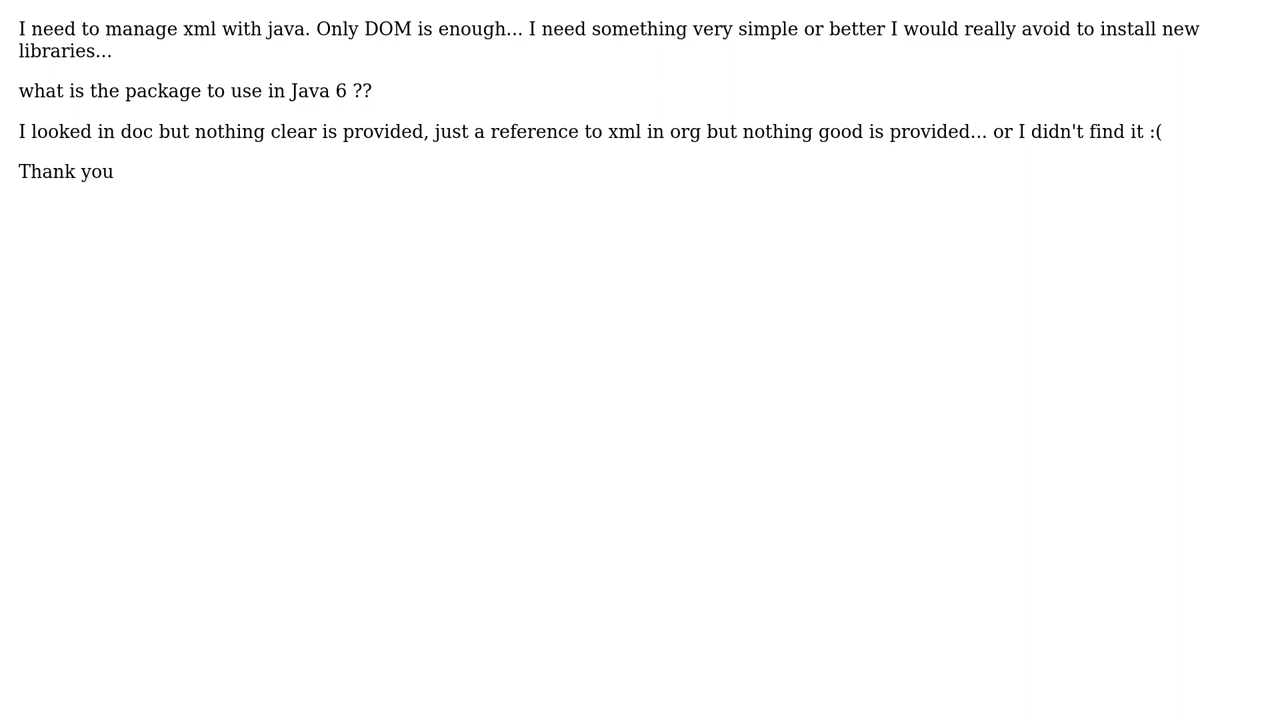 I need to manage xml with java. Only DOM is enough... I need something very simple or better I would really avoid to install new
libraries...
what is the package to use in Java 6 ??
I looked in doc but nothing clear is provided, just a reference to xml in org but nothing good is provided... or I didn't find it :(
Thank you